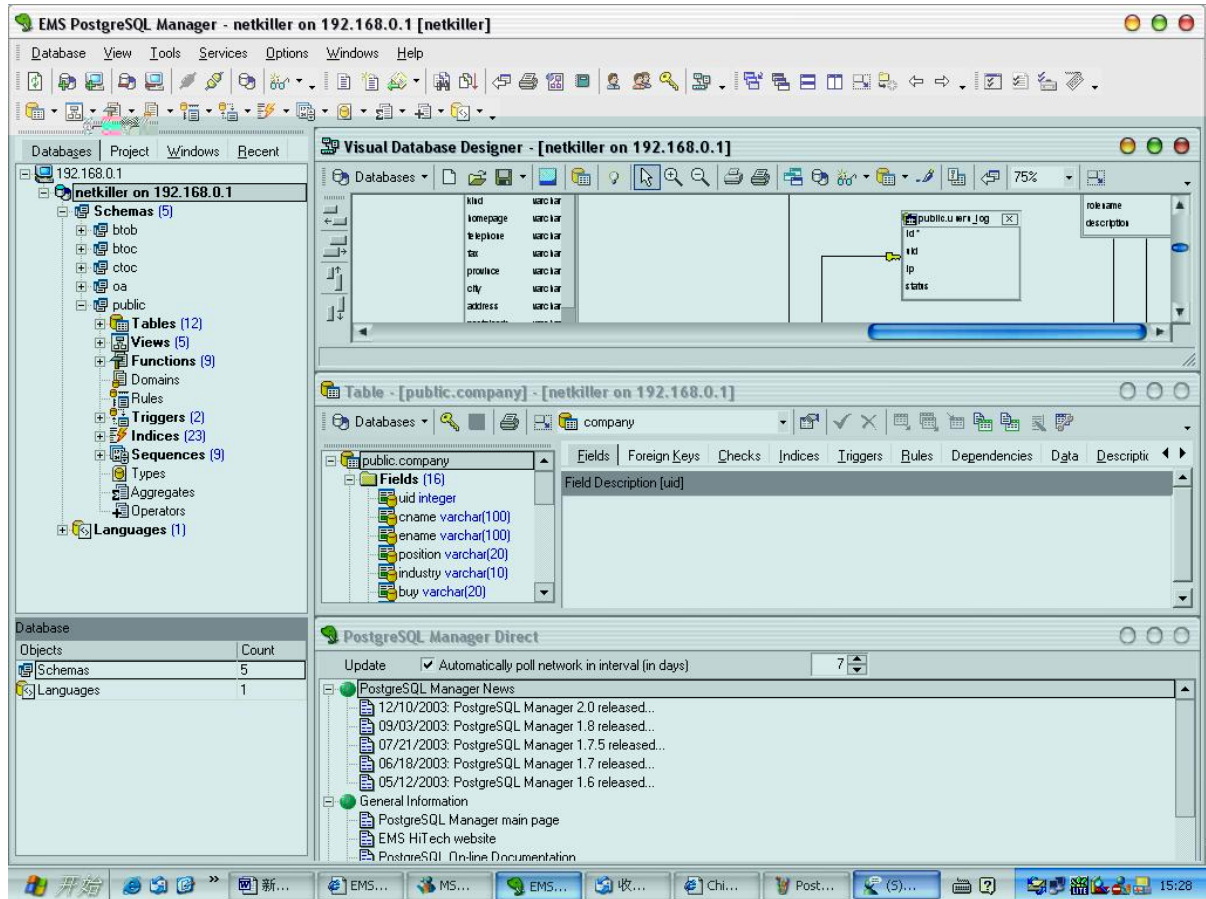 EMS PostgreSQL Manager - netkiller on 192.168.0.1 [netkiller]
Database View Tools Services Options Windows Help
Databases Project Windows Recent
192.168.0.1
netkiller on 192.168.0.1
Schemas (5)
btob
btoc
ctoc
oa
public
Tables (12)
Views (5)
Functions (9)
Domains
Rules
Triggers (2)
Indices (23)
Sequences (9)
Types
Aggregates
Operators
Languages (1)
Database
Objects Count
Schemas 5
Languages 1
Visual Database Designer - [netkiller on 192.168.0.1]
Databases 75%
kind varchar
homepage varchar
telephone varchar
fax varchar
province varchar
city varchar
address varchar
public.users_log
id *
uid
ip
status
rolename
description
Table - [public.company] - [netkiller on 192.168.0.1]
Databases company
public.company
Fields (16)
uid integer
cname varchar(100)
ename varchar(100)
position varchar(20)
industry varchar(10)
buy varchar(20)
Fields Foreign Keys Checks Indices Triggers Rules Dependencies Data Descriptic
Field Description [uid]
PostgreSQL Manager Direct
Update Automatically poll network in interval (in days) 7
PostgreSQL Manager News
12/10/2003: PostgreSQL Manager 2.0 released...
09/03/2003: PostgreSQL Manager 1.8 released...
07/21/2003: PostgreSQL Manager 1.7.5 released...
06/18/2003: PostgreSQL Manager 1.7 released...
05/12/2003: PostgreSQL Manager 1.6 released...
General Information
PostgreSQL Manager main page
EMS HiTech website
PostgreSQL On-line Documentation
开始 » 新... EMS... MS... EMS... 收... Chi... Post... (S)... 15:28